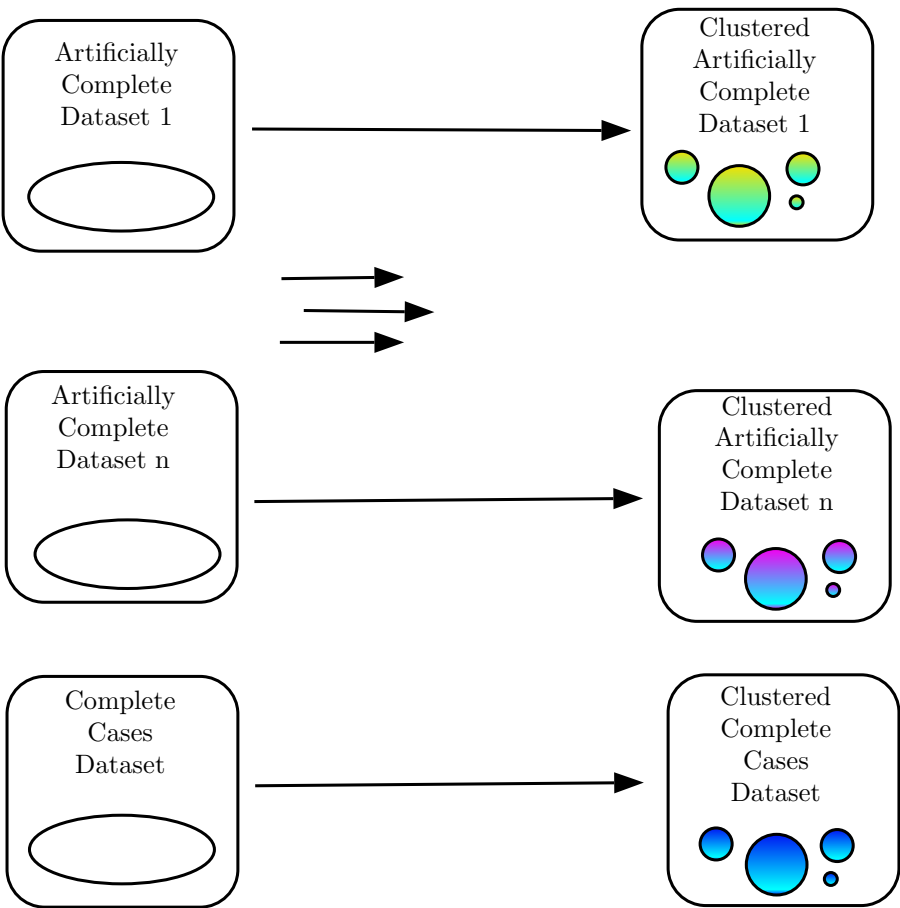 Artificially
Complete
Dataset 1
Clustered
Artificially
Complete
Dataset 1
Artificially
Complete
Dataset n
Clustered
Artificially
Complete
Dataset n
Complete
Cases
Dataset
Clustered
Complete
Cases
Dataset